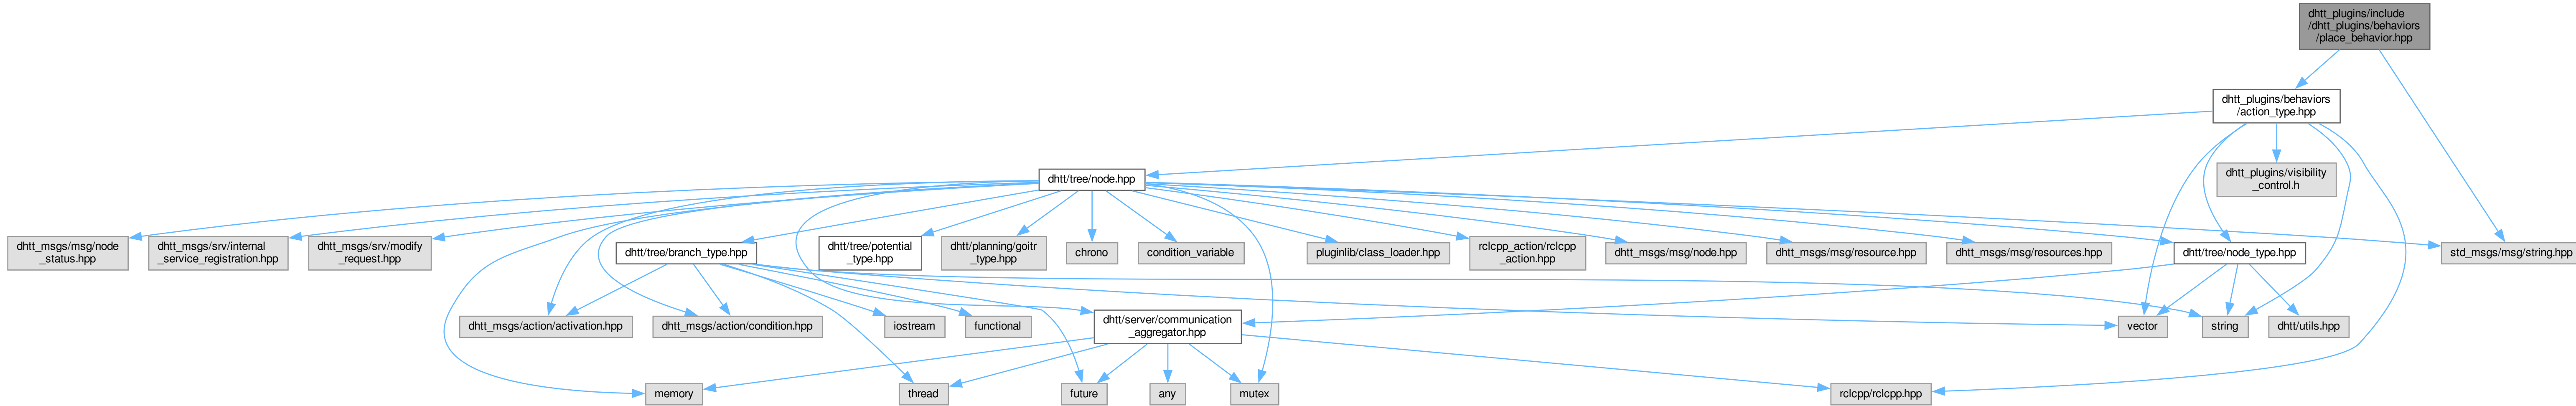 dhtt_plugins/include
/dhtt_plugins/behaviors
/place_behavior.hpp
dhtt_plugins/behaviors
/action_type.hpp
dhtt/tree/node.hpp
dhtt_plugins/visibility
_control.h
dhtt_msgs/msg/node
_status.hpp
dhtt_msgs/srv/internal
_service_registration.hpp
dhtt_msgs/srv/modify
_request.hpp
dhtt/tree/branch_type.hpp
dhtt/tree/potential
_type.hpp
dhtt/planning/goitr
_type.hpp
chrono
condition_variable
pluginlib/class_loader.hpp
rclcpp_action/rclcpp
_action.hpp
dhtt_msgs/msg/node.hpp
dhtt_msgs/msg/resource.hpp
dhtt_msgs/msg/resources.hpp
dhtt/tree/node_type.hpp
std_msgs/msg/string.hpp
dhtt_msgs/action/activation.hpp
dhtt_msgs/action/condition.hpp
iostream
functional
dhtt/server/communication
_aggregator.hpp
vector
string
dhtt/utils.hpp
memory
thread
future
any
mutex
rclcpp/rclcpp.hpp